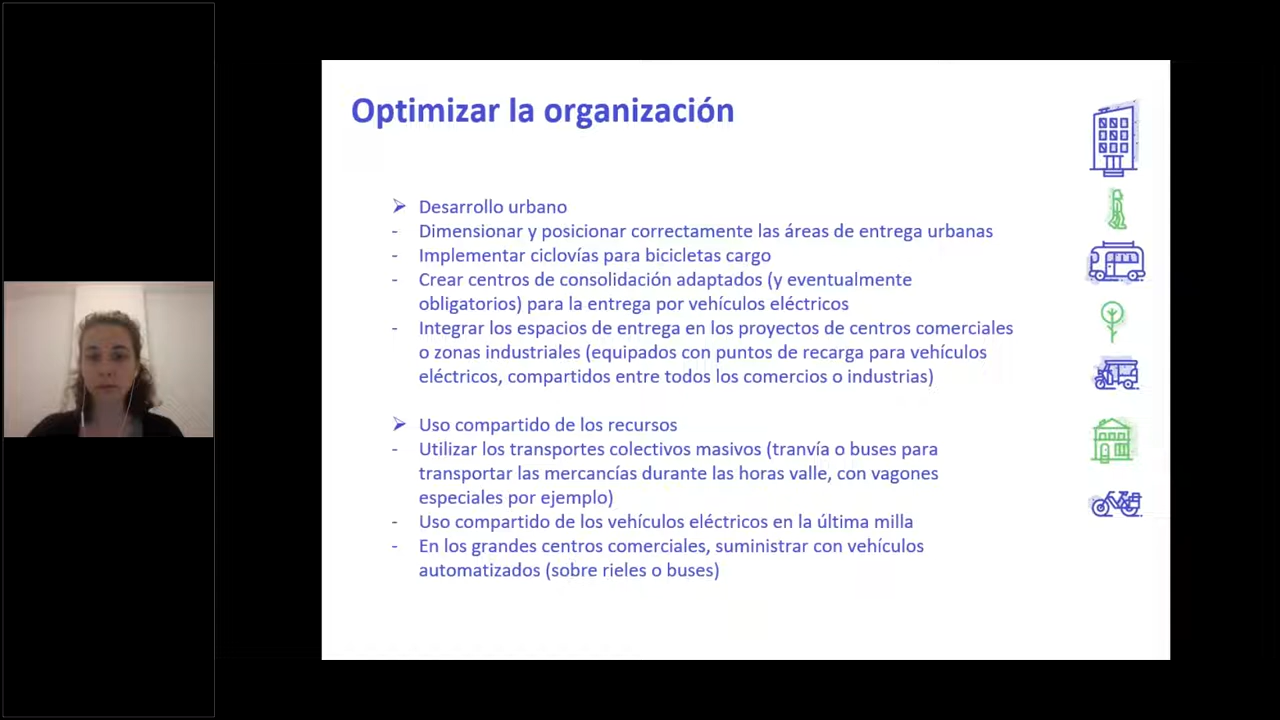 Optimizar la organización
➢ Desarrollo urbano
- Dimensionar y posicionar correctamente las áreas de entrega urbanas
- Implementar ciclovías para bicicletas cargo
- Crear centros de consolidación adaptados (y eventualmente
obligatorios) para la entrega por vehículos eléctricos
- Integrar los espacios de entrega en los proyectos de centros comerciales
o zonas industriales (equipados con puntos de recarga para vehículos
eléctricos, compartidos entre todos los comercios o industrias)
➢ Uso compartido de los recursos
- Utilizar los transportes colectivos masivos (tranvía o buses para
transportar las mercancías durante las horas valle, con vagones
especiales por ejemplo)
- Uso compartido de los vehículos eléctricos en la última milla
- En los grandes centros comerciales, suministrar con vehículos
automatizados (sobre rieles o buses)